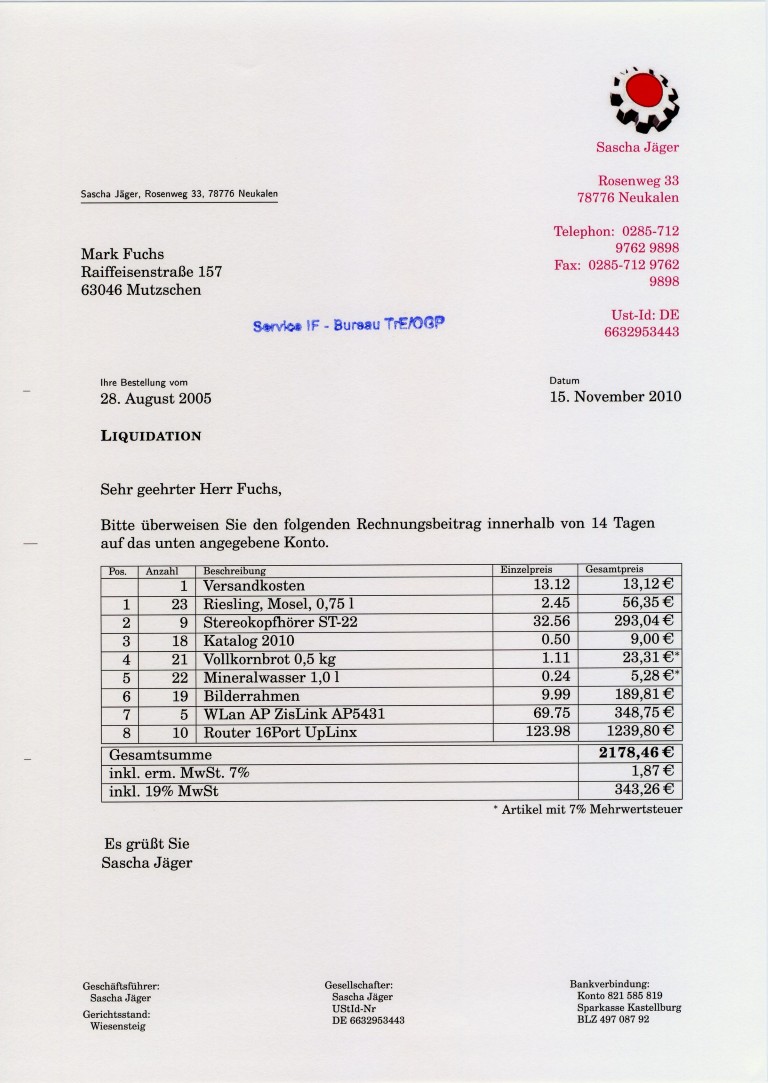 Sascha Jäger
Rosenweg 33
78776 Neukalen
Telephon: 0285-712
9762 9898
Fax: 0285-712 9762
9898
Ust-Id: DE
6632953443
Sascha Jäger, Rosenweg 33, 78776 Neukalen
Mark Fuchs
Raiffeisenstraße 157
63046 Mutzschen
Service IF - Bureau TrE/OGP
Ihre Bestellung vom
28. August 2005
Datum
15. November 2010
LIQUIDATION
Sehr geehrter Herr Fuchs,
Bitte überweisen Sie den folgenden Rechnungsbeitrag innerhalb von 14 Tagen
auf das unten angegebene Konto.
Pos. Anzahl Beschreibung Einzelpreis Gesamtpreis
1 Versandkosten 13.12 13,12 €
1 23 Riesling, Mosel, 0,75 l 2.45 56,35 €
2 9 Stereokopfhörer ST-22 32.56 293,04 €
3 18 Katalog 2010 0.50 9,00 €
4 21 Vollkornbrot 0,5 kg 1.11 23,31 €*
5 22 Mineralwasser 1,0 l 0.24 5,28 €*
6 19 Bilderrahmen 9.99 189,81 €
7 5 WLan AP ZisLink AP5431 69.75 348,75 €
8 10 Router 16Port UpLinx 123.98 1239,80 €
Gesamtsumme 2178,46 €
inkl. erm. MwSt. 7% 1,87 €
inkl. 19% MwSt 343,26 €
* Artikel mit 7% Mehrwertsteuer
Es grüßt Sie
Sascha Jäger
Geschäftsführer:
Sascha Jäger
Gerichtsstand:
Wiesensteig
Gesellschafter:
Sascha Jäger
UStId-Nr
DE 6632953443
Bankverbindung:
Konto 821 585 819
Sparkasse Kastellburg
BLZ 497 087 92